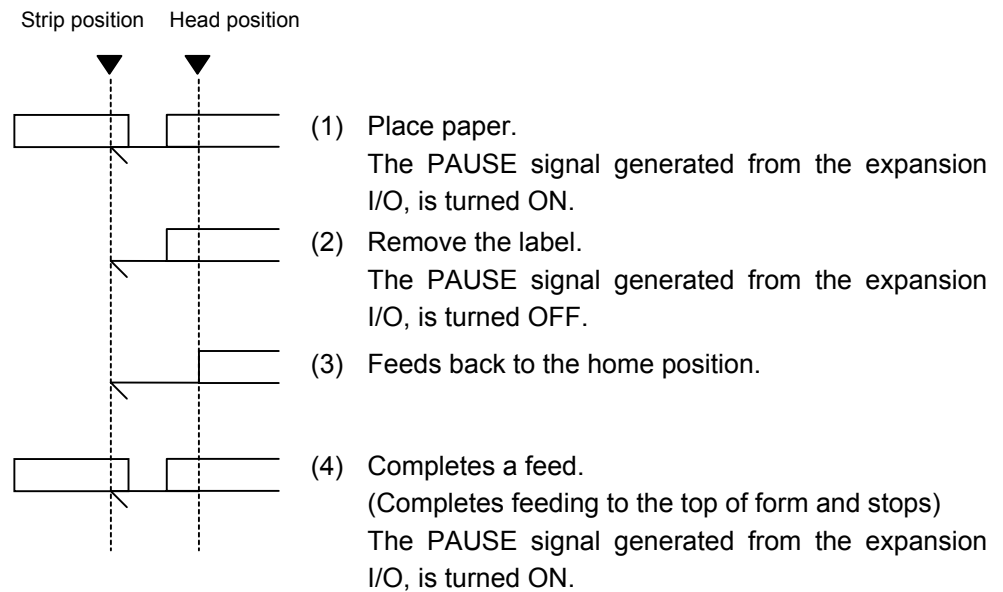 Strip position Head position
(1) Place paper.
The PAUSE signal generated from the expansion
I/O, is turned ON.
(2) Remove the label.
The PAUSE signal generated from the expansion
I/O, is turned OFF.
(3) Feeds back to the home position.
(4) Completes a feed.
(Completes feeding to the top of form and stops)
The PAUSE signal generated from the expansion
I/O, is turned ON.